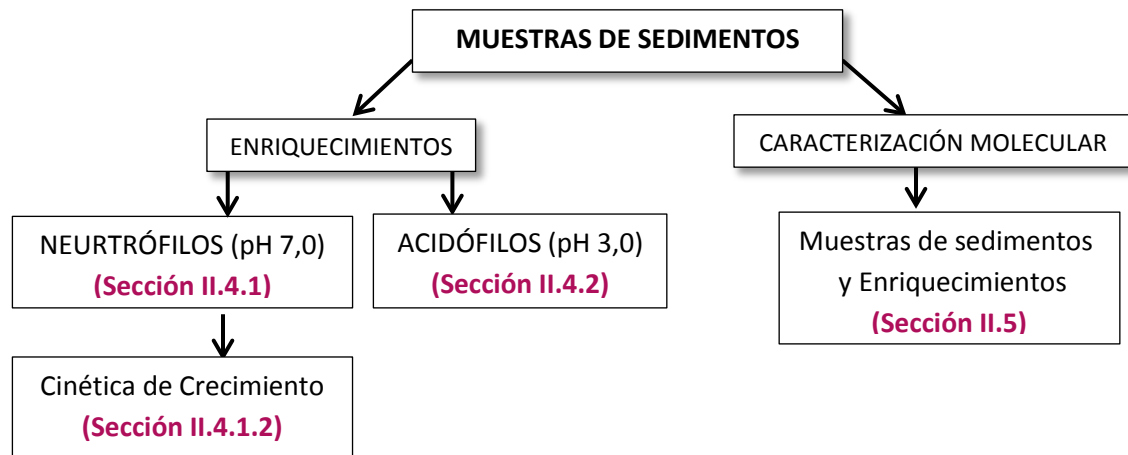 MUESTRAS DE SEDIMENTOS
ENRIQUECIMIENTOS
CARACTERIZACIÓN MOLECULAR
NEURTRÓFILOS (pH 7,0)
(Sección II.4.1)
ACIDÓFILOS (pH 3,0)
(Sección II.4.2)
Muestras de sedimentos
y Enriquecimientos
(Sección II.5)
Cinética de Crecimiento
(Sección II.4.1.2)